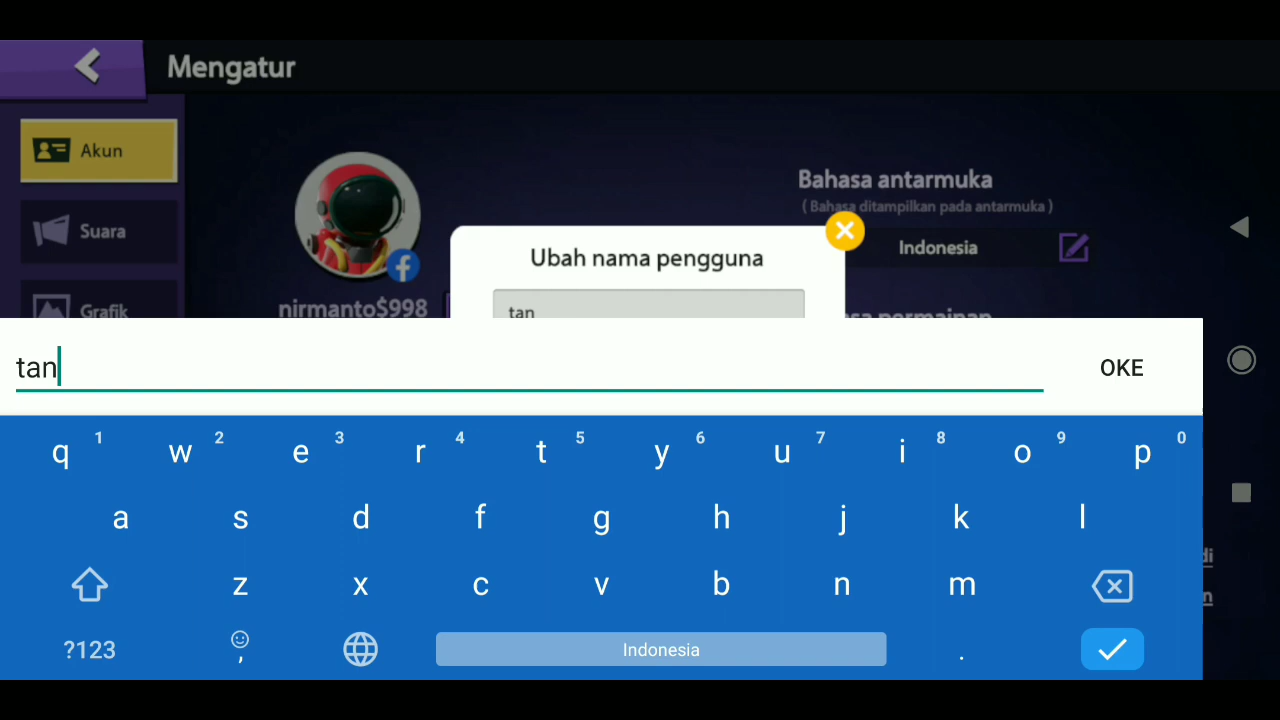 Mengatur
Akun
Suara
Grafik
nirmanto$998
Bahasa antarmuka
( Bahasa ditampilkan pada antarmuka )
Indonesia
permainan
Ubah nama pengguna
tan
tan
OKE
q 1 w 2 e 3 r 4 t 5 y 6 u 7 i 8 o 9 p 0
a s d f g h j k l
z x c v b n m
?123 , Indonesia .